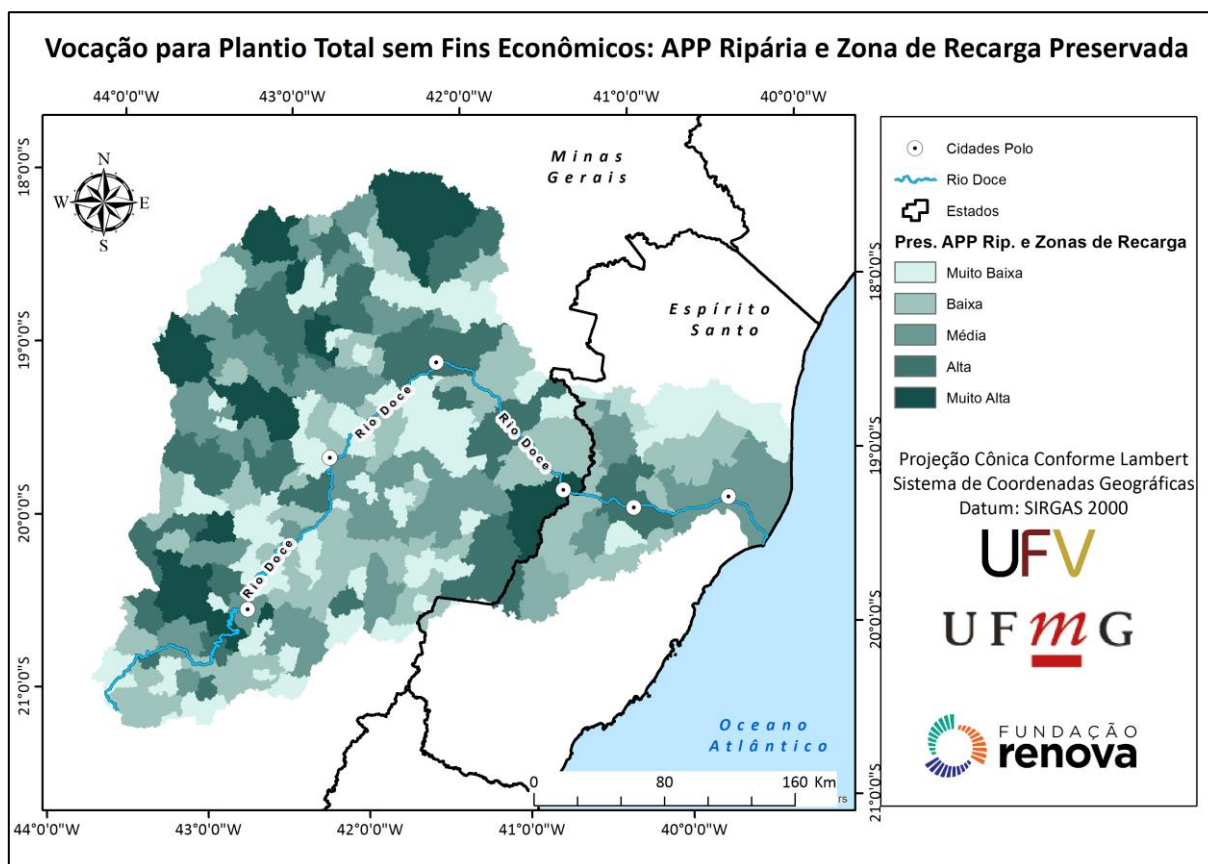 Vocação para Plantio Total sem Fins Econômicos: APP Ripária e Zona de Recarga Preservada
44°0'0"W
43°0'0"W
42°0'0"W
41°0'0"W
40°0'0"W
18°0'0"S
19°0'0"S
20°0'0"S
21°0'0"S
N
W
E
S
Minas
Gerais
Espírito
Santo
Rio Doce
Rio Doce
Rio Doce
Oceano
Atlântico
0
80
160 Km
rs
18°0'0"S
19°0'0"S
20°0'0"S
21°0'0"S
44°0'0"W
43°0'0"W
42°0'0"W
41°0'0"W
40°0'0"W
Cidades Polo
Rio Doce
Estados
Pres. APP Rip. e Zonas de Recarga
Muito Baixa
Baixa
Média
Alta
Muito Alta
Projeção Cônica Conforme Lambert
Sistema de Coordenadas Geográficas
Datum: SIRGAS 2000
UFV
UFmG
FUNDAÇÃO
renova